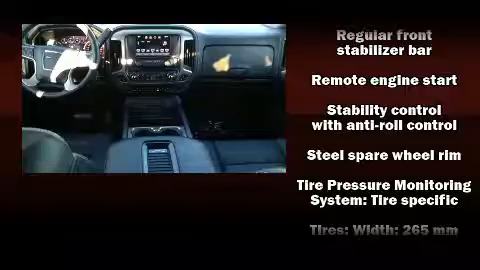 Regular front
stabilizer bar
Remote engine start
Stability control
with anti-roll control
Steel spare wheel rim
Tire Pressure Monitoring
System: Tire specific
Tires: Width: 265 mm